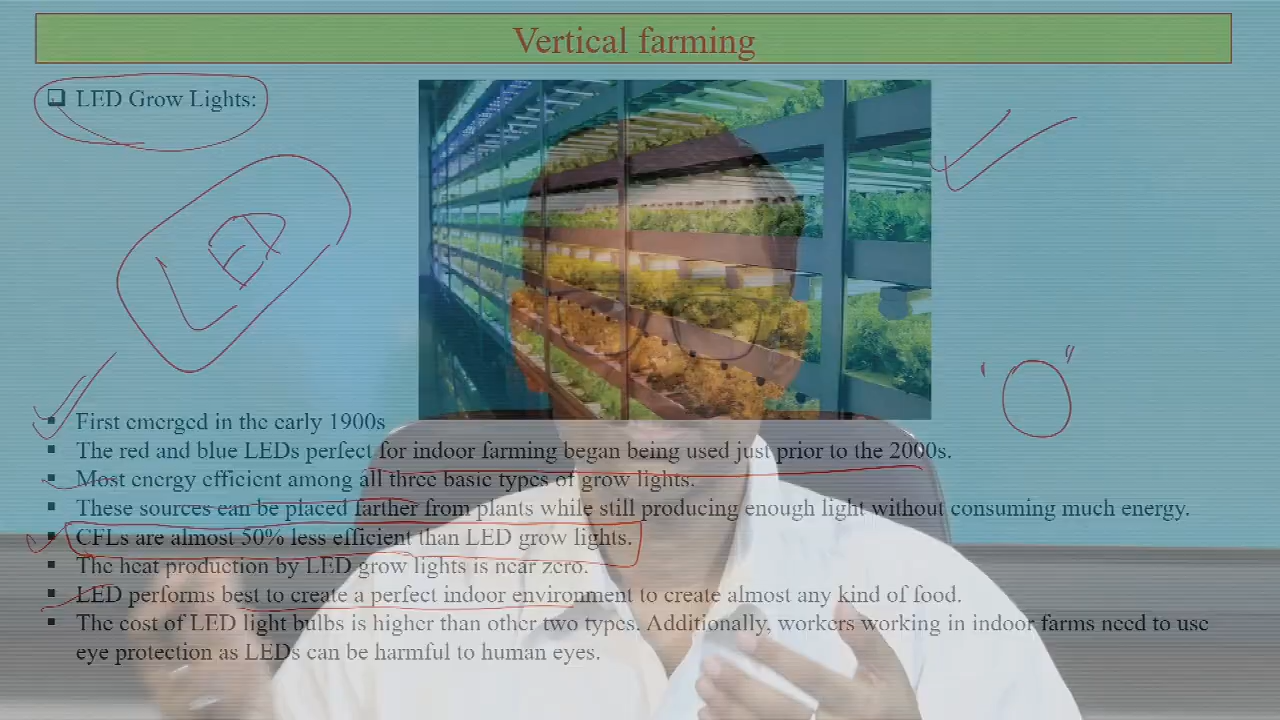 Vertical farming
LED Grow Lights:
LED
First emerged in the early 1900s
The red and blue LEDs perfect for indoor farming began being used just prior to the 2000s.
Most energy efficient among all three basic types of grow lights.
These sources can be placed farther from plants while still producing enough light without consuming much energy.
CFLs are almost 50% less efficient than LED grow lights.
The heat production by LED grow lights is near zero.
LED performs best to create a perfect indoor environment to create almost any kind of food.
The cost of LED light bulbs is higher than other two types. Additionally, workers working in indoor farms need to use
eye protection as LEDs can be harmful to human eyes.